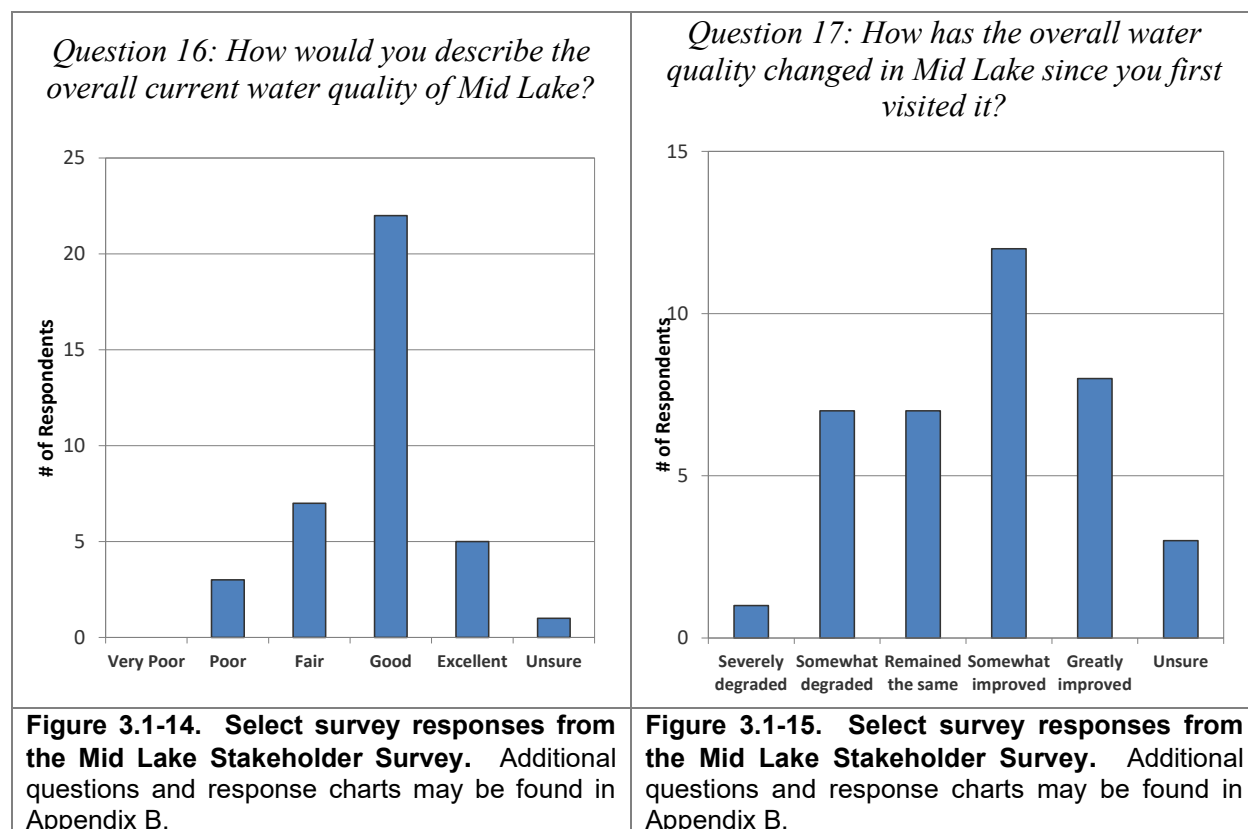 Question 16: How would you describe the
overall current water quality of Mid Lake?
25
20
15
10
5
0
# of Respondents
Very Poor Poor Fair Good Excellent Unsure
Figure 3.1-14. Select survey responses from
the Mid Lake Stakeholder Survey. Additional
questions and response charts may be found in
Appendix B.
Question 17: How has the overall water
quality changed in Mid Lake since you first
visited it?
15
10
5
0
# of Respondents
Severely Somewhat Remained Somewhat Greatly Unsure
degraded degraded the same improved improved
Figure 3.1-15. Select survey responses from
the Mid Lake Stakeholder Survey. Additional
questions and response charts may be found in
Appendix B.